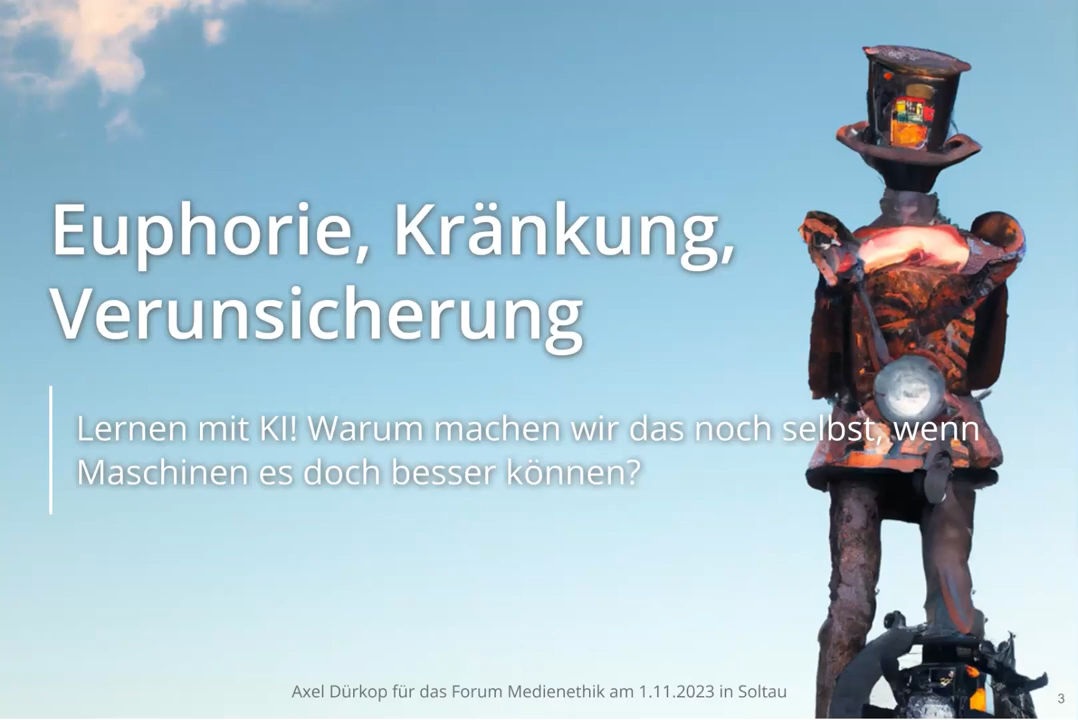 Euphorie, Kränkung,
Verunsicherung
Lernen mit KI! Warum machen wir das noch selbst, wenn
Maschinen es doch besser können?
Axel Dürkop für das Forum Medienethik am 1.11.2023 in Soltau
3